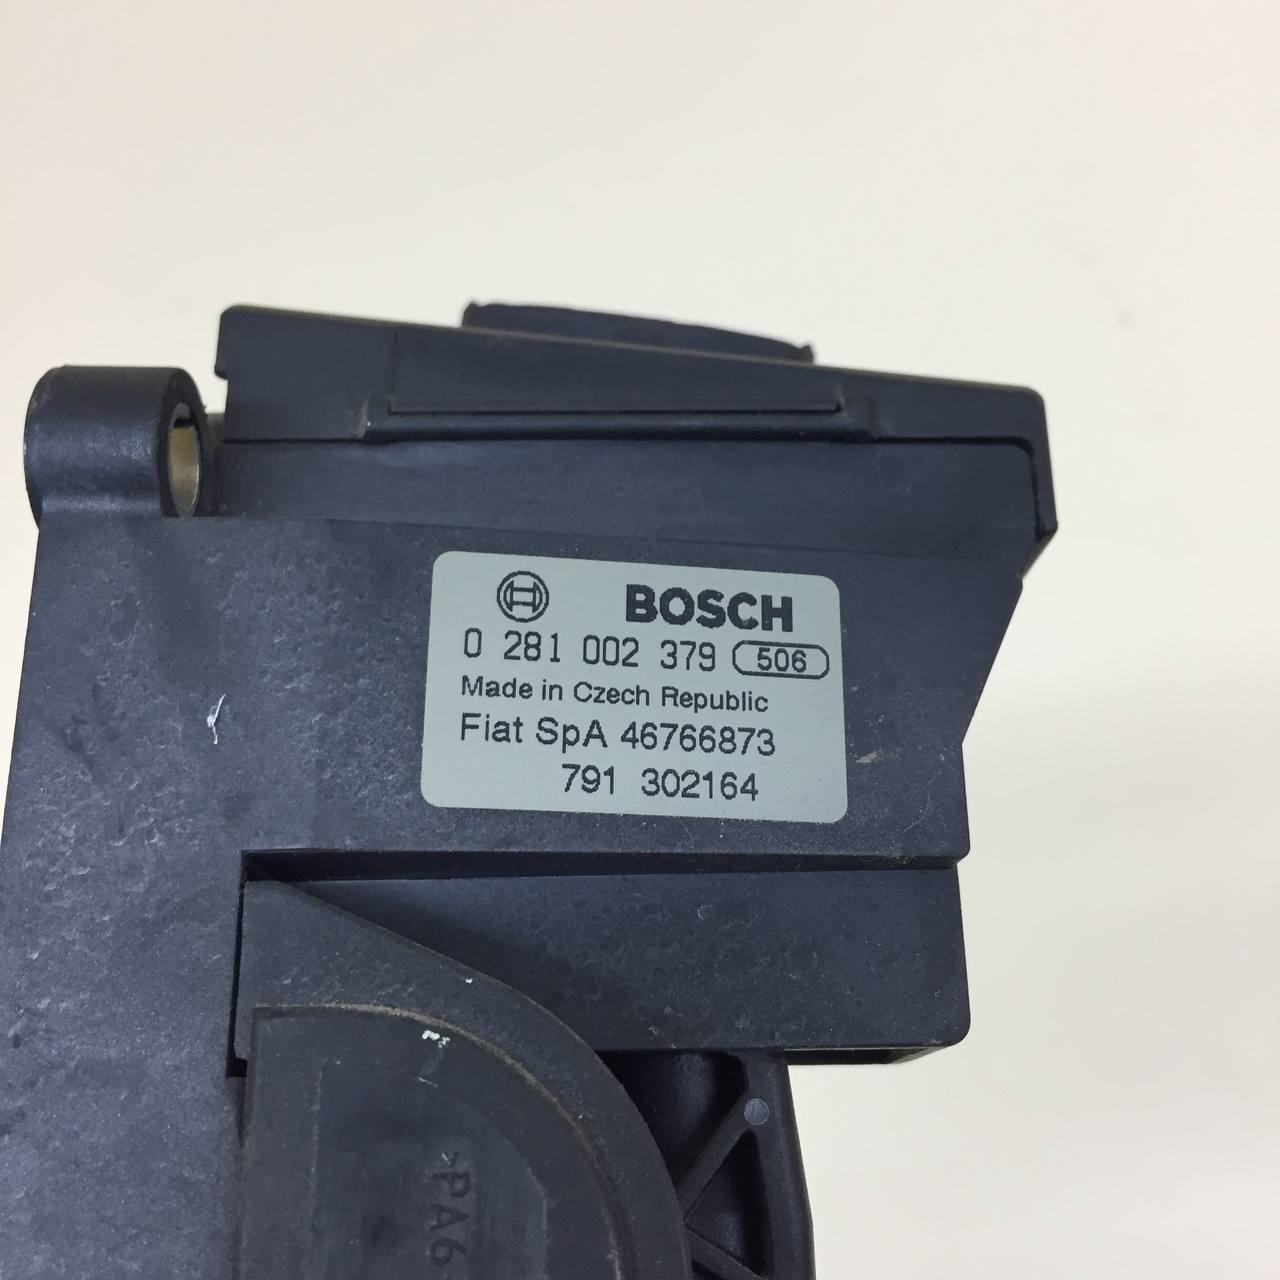 BOSCH
0 281 002 379 506
Made in Czech Republic
Fiat SpA 46766873
791 302164
>PA6